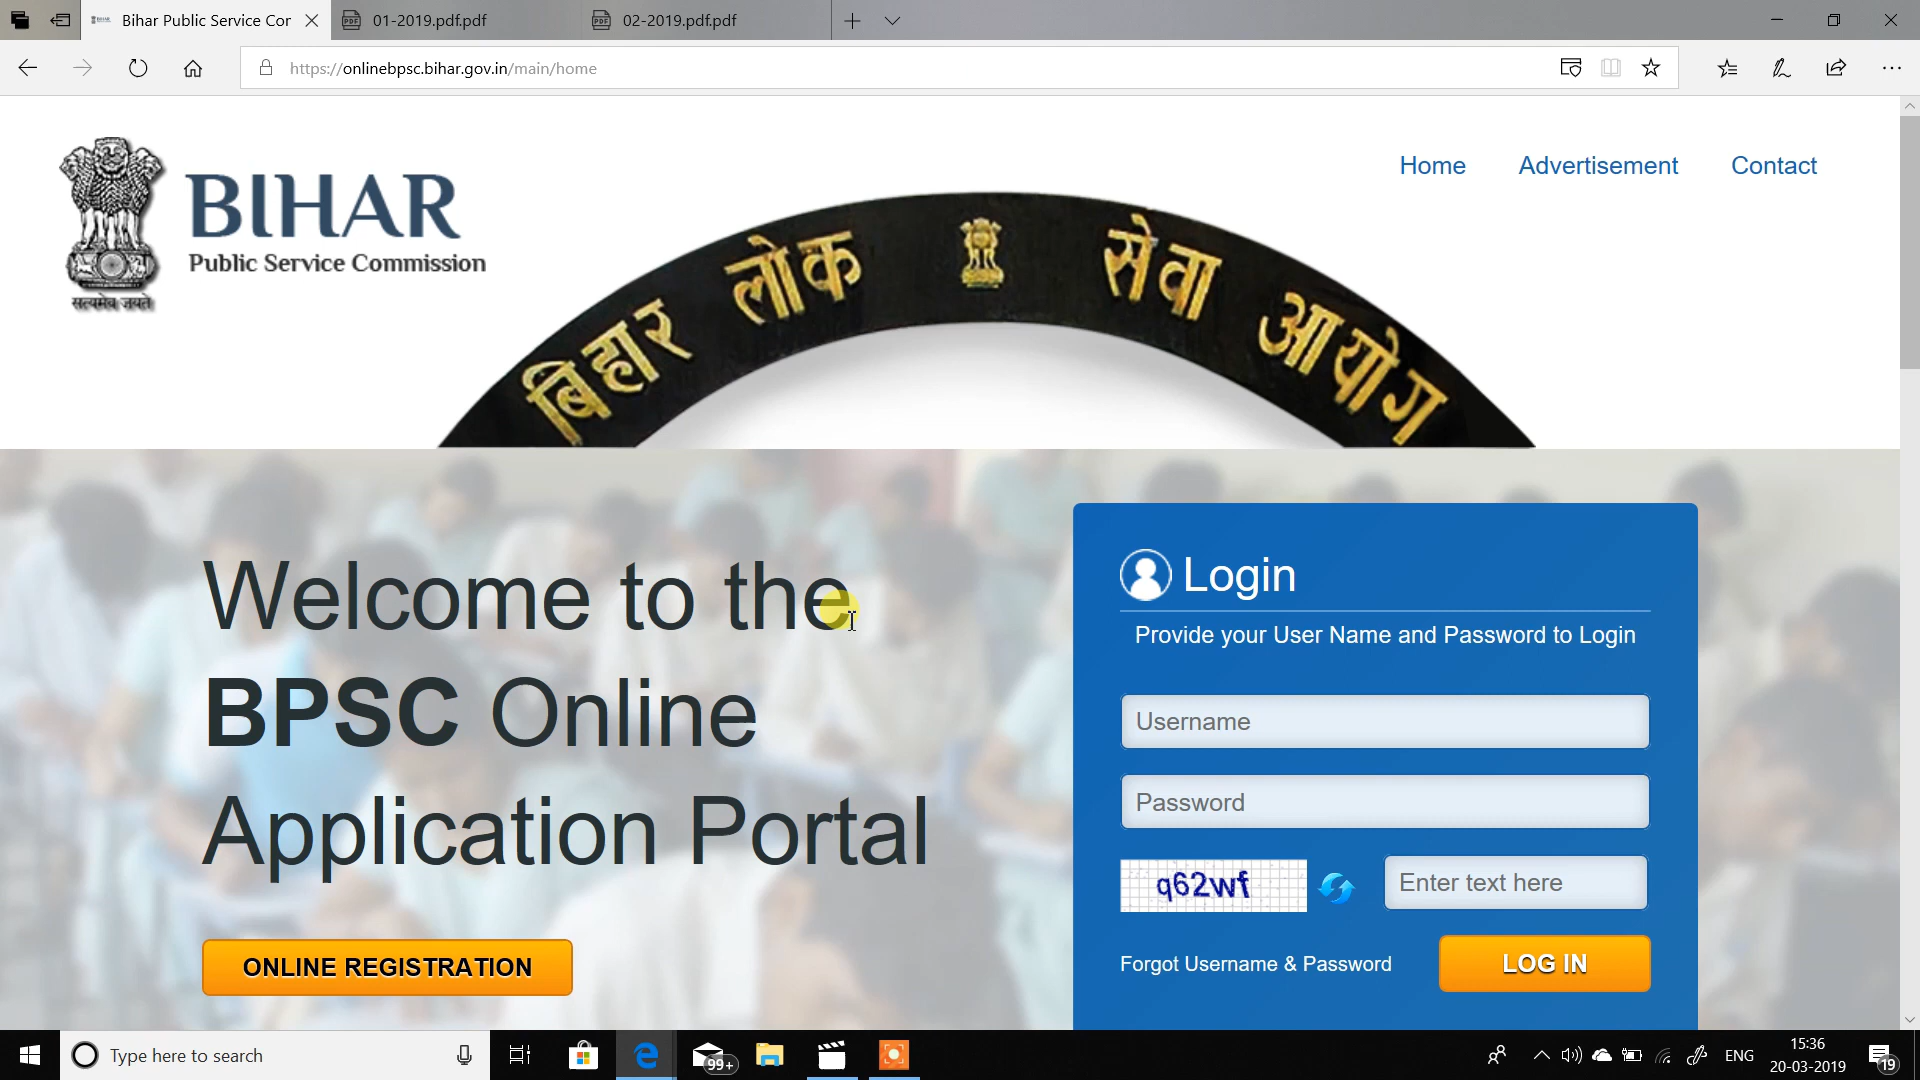 Bihar Public Service Cor
01-2019.pdf.pdf
02-2019.pdf.pdf
https://onlinebpsc.bihar.gov.in/main/home
BIHAR
Public Service Commission
सत्यमेव जयते
Home
Advertisement
Contact
बिहार लोक सेवा आयोग
Welcome to the
BPSC Online
Application Portal
ONLINE REGISTRATION
Login
Provide your User Name and Password to Login
Username
Password
q62wf
Enter text here
Forgot Username & Password
LOG IN
Type here to search
99+
ENG
15:36
20-03-2019
19